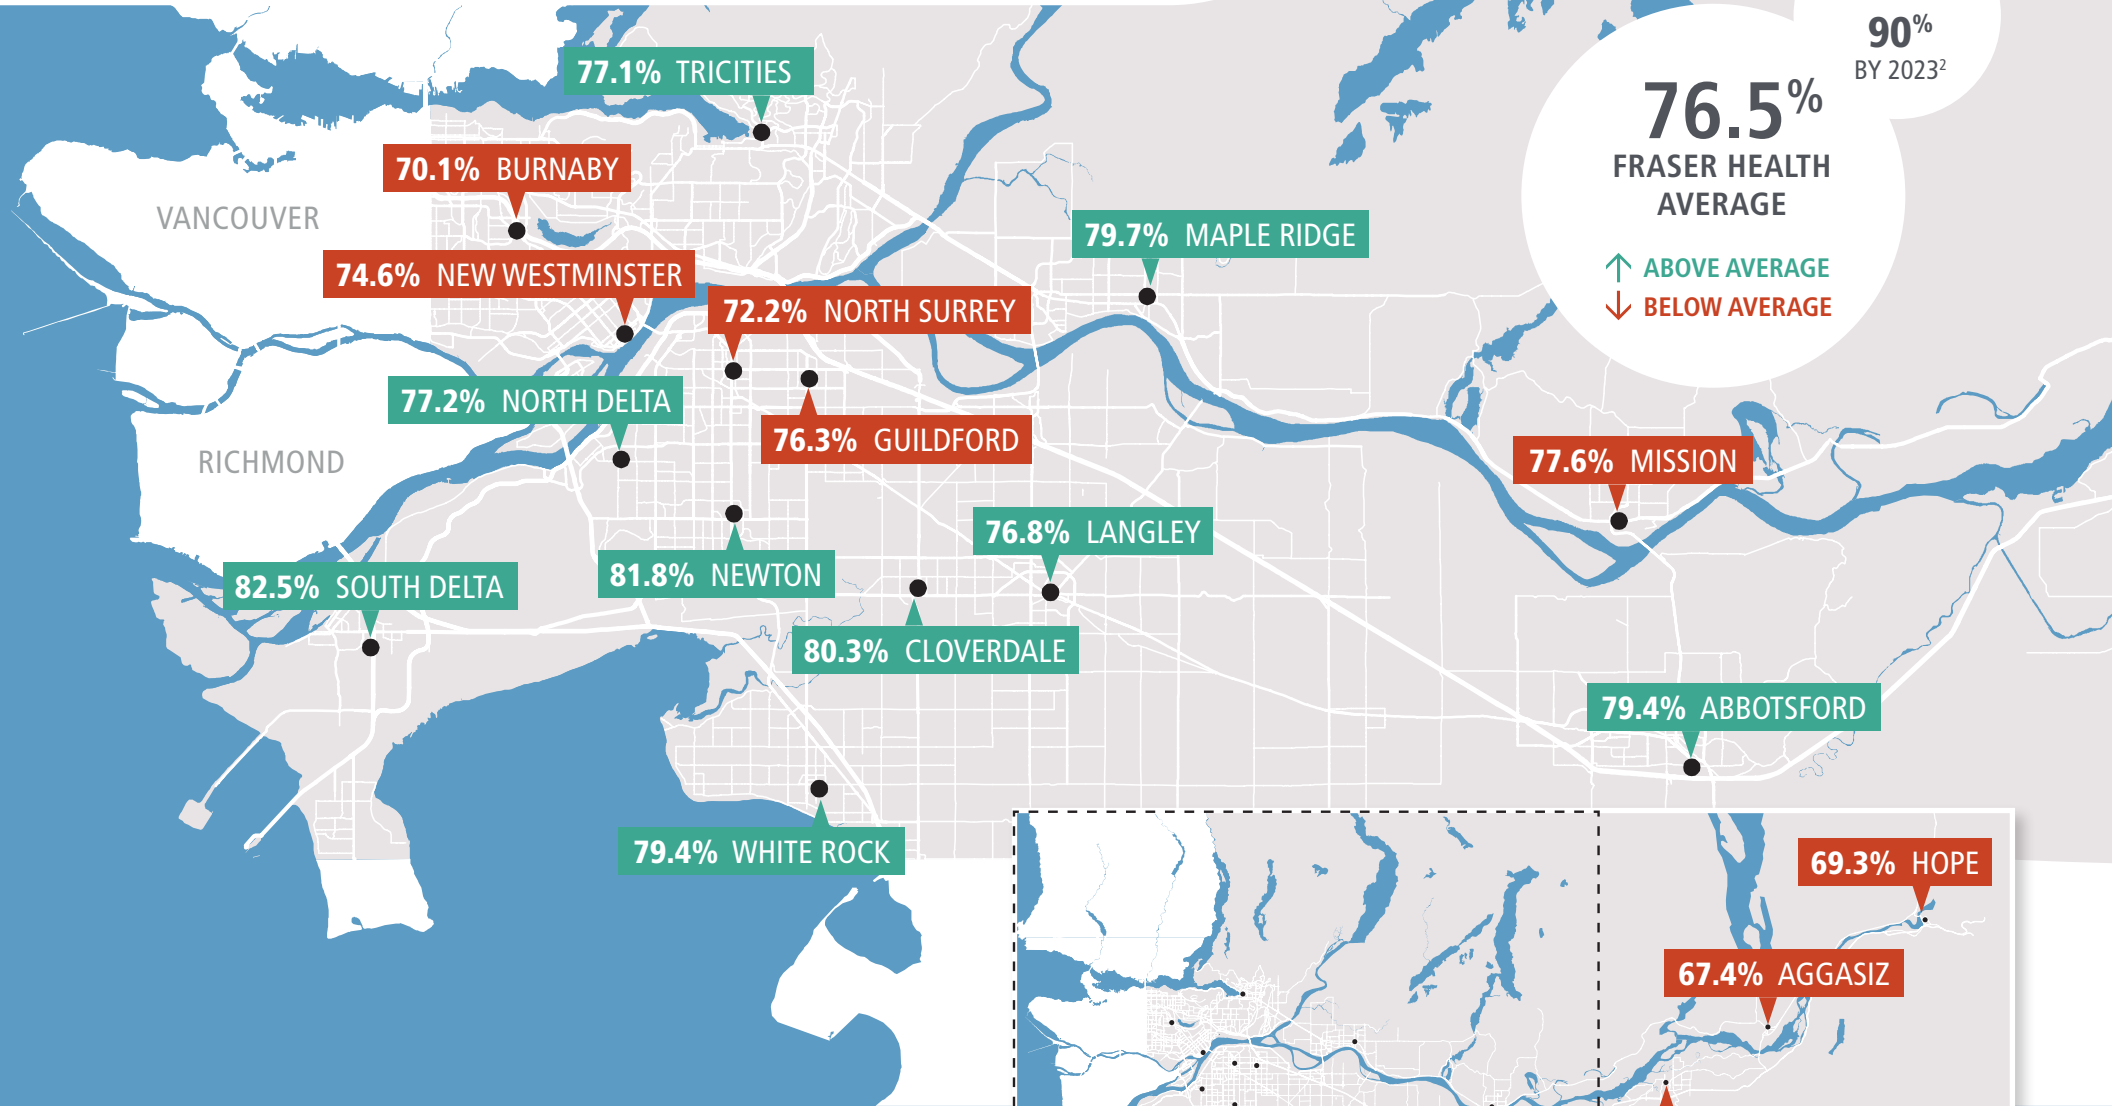 90%
BY 2023²
77.1% TRICITIES
76.5%
FRASER HEALTH
AVERAGE
70.1% BURNABY
VANCOUVER
79.7% MAPLE RIDGE
74.6% NEW WESTMINSTER
↑ ABOVE AVERAGE
↓ BELOW AVERAGE
72.2% NORTH SURREY
77.2% NORTH DELTA
76.3% GUILDFORD
RICHMOND
77.6% MISSION
76.8% LANGLEY
81.8% NEWTON
82.5% SOUTH DELTA
80.3% CLOVERDALE
79.4% ABBOTSFORD
79.4% WHITE ROCK
69.3% HOPE
67.4% AGGASIZ